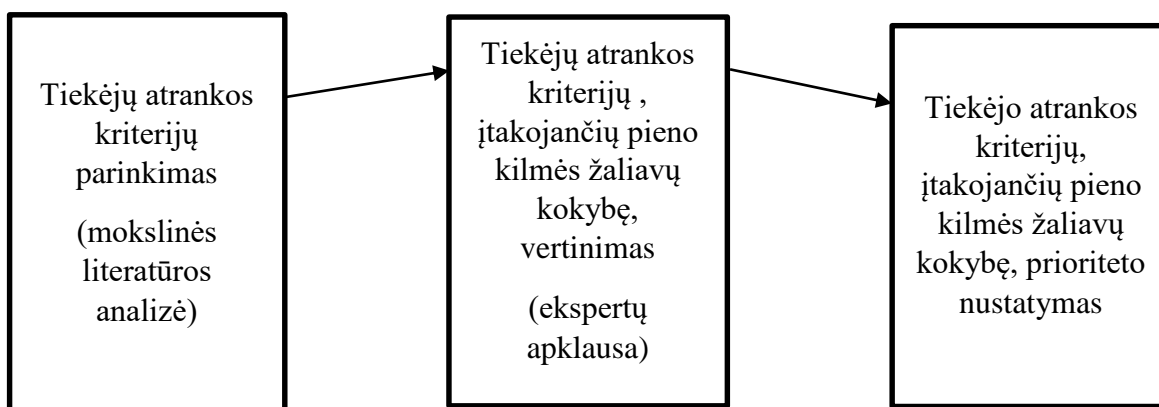 Tiekėjų atrankos
kriterijų
parinkimas
(mokslinės
literatūros
analizė)
Tiekėjų atrankos
kriterijų ,
įtakojančių pieno
kilmės žaliavų
kokybę,
vertinimas
(ekspertų
apklausa)
Tiekėjo atrankos
kriterijų,
įtakojančių pieno
kilmės žaliavų
kokybę, prioriteto
nustatymas